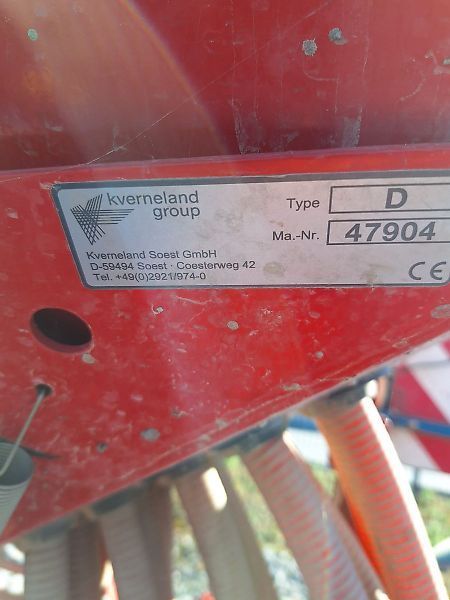 kverneland
group
Type D
Ma.-Nr. 47904
Kverneland Soest GmbH
D-59494 Soest · Coesterweg 42
Tel. +49(0)2921/974-0
CE